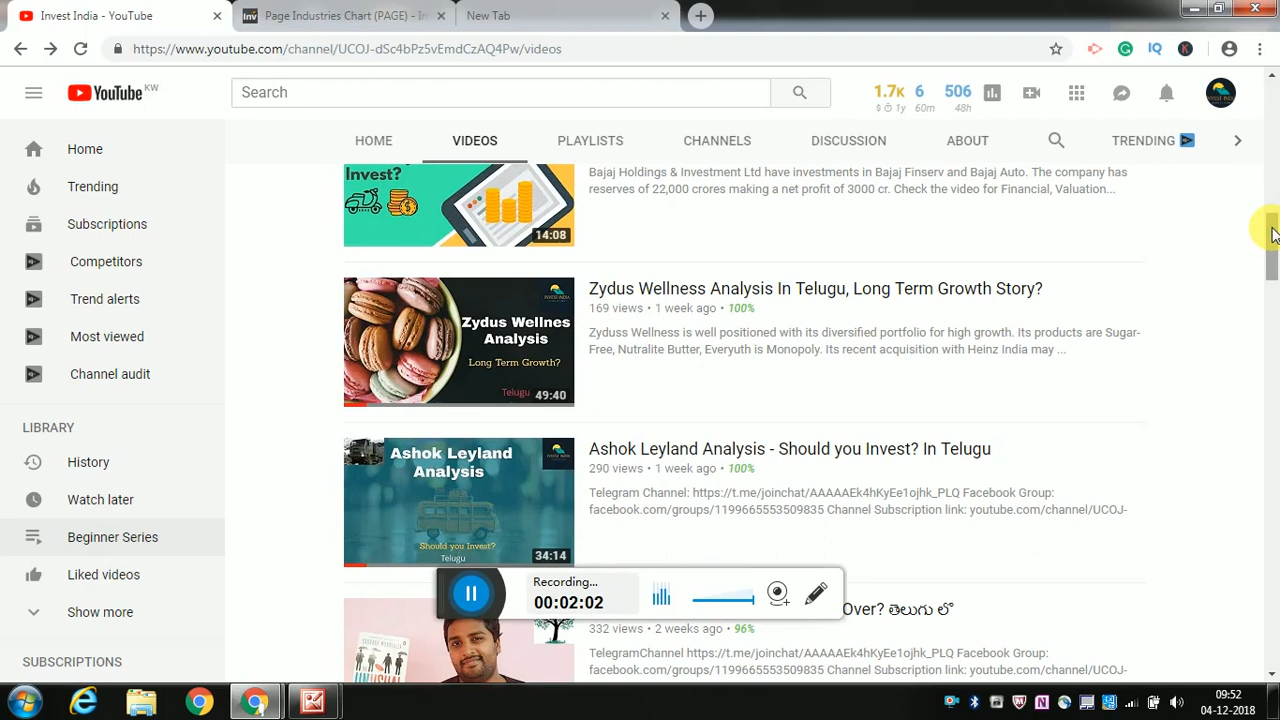 Invest India - YouTube
Page Industries Chart (PAGE) - In
New Tab
https://www.youtube.com/channel/UCOJ-dSc4bPz5vEmdCzAQ4Pw/videos
YouTube KW
Search
1.7K 6 506
1y 60m 48h
HOME VIDEOS PLAYLISTS CHANNELS DISCUSSION ABOUT TRENDING
Home
Trending
Subscriptions
Competitors
Trend alerts
Most viewed
Channel audit
LIBRARY
History
Watch later
Beginner Series
Liked videos
Show more
SUBSCRIPTIONS
Invest?
14:08
Bajaj Holdings & Investment Ltd have investments in Bajaj Finserv and Bajaj Auto. The company has
reserves of 22,000 crores making a net profit of 3000 cr. Check the video for Financial, Valuation...
Zydus Wellnes
Analysis
Long Term Growth?
Telugu
49:40
Zydus Wellness Analysis In Telugu, Long Term Growth Story?
169 views • 1 week ago • 100%
Zyduss Wellness is well positioned with its diversified portfolio for high growth. Its products are Sugar-
Free, Nutralite Butter, Everyuth is Monopoly. Its recent acquisition with Heinz India may ...
Ashok Leyland
Analysis
Should you Invest?
Telugu
34:14
Ashok Leyland Analysis - Should you Invest? In Telugu
290 views • 1 week ago • 100%
Telegram Channel: https://t.me/joinchat/AAAAAEk4hKyEe1ojhk_PLQ Facebook Group:
facebook.com/groups/1199665553509835 Channel Subscription link: youtube.com/channel/UCOJ-
Recording...
00:02:02
Over? తెలుగు లో
332 views • 2 weeks ago • 96%
TelegramChannel https://t.me/joinchat/AAAAAEk4hKyEe1ojhk_PLQ Facebook Group:
facebook.com/groups/1199665553509835 Channel Subscription link: youtube.com/channel/UCOJ-
09:52
04-12-2018